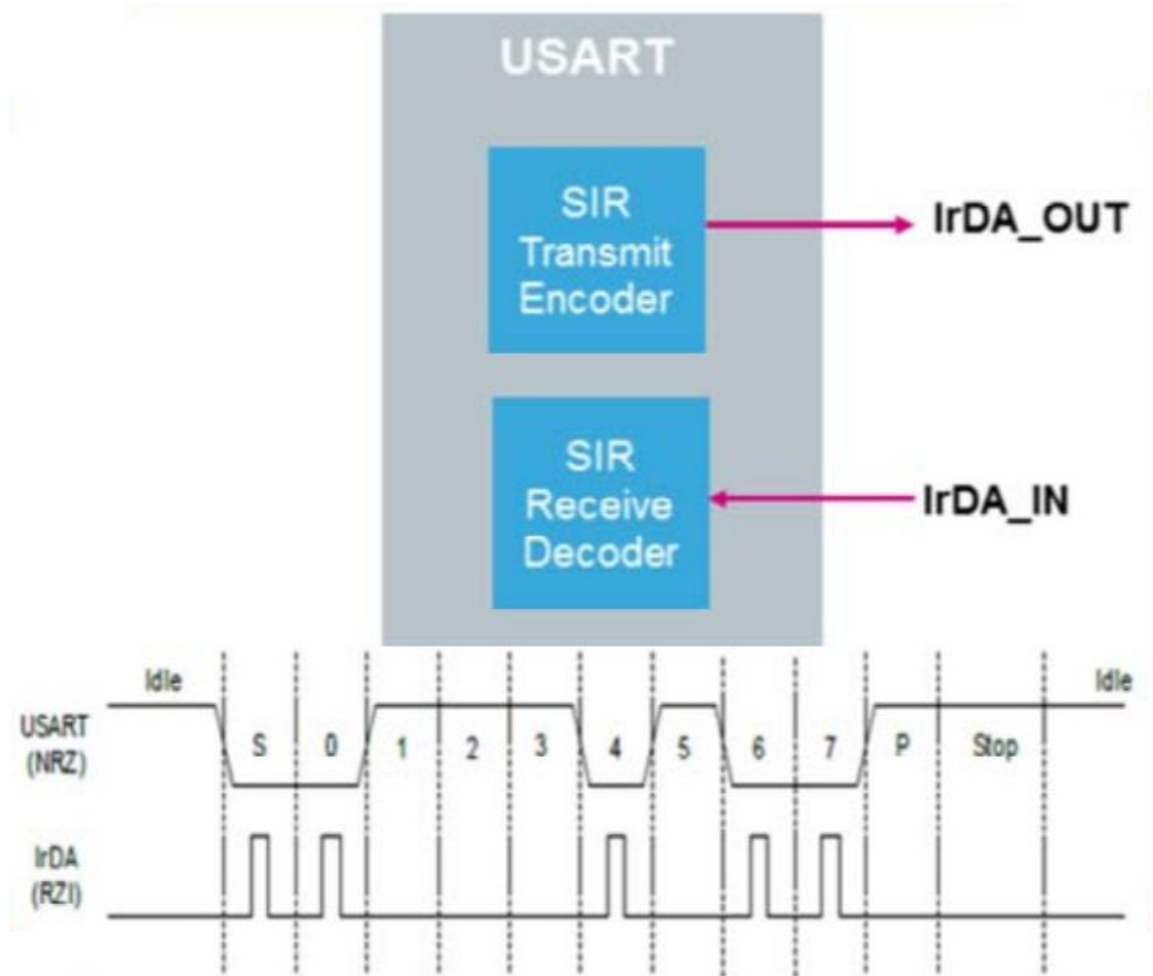 USART
SIR
Transmit
Encoder
IrDA_OUT
SIR
Receive
Decoder
IrDA_IN
Idle
Idle
USART
(NRZ)
S 0 1 2 3 4 5 6 7 P Stop
IrDA
(RZI)